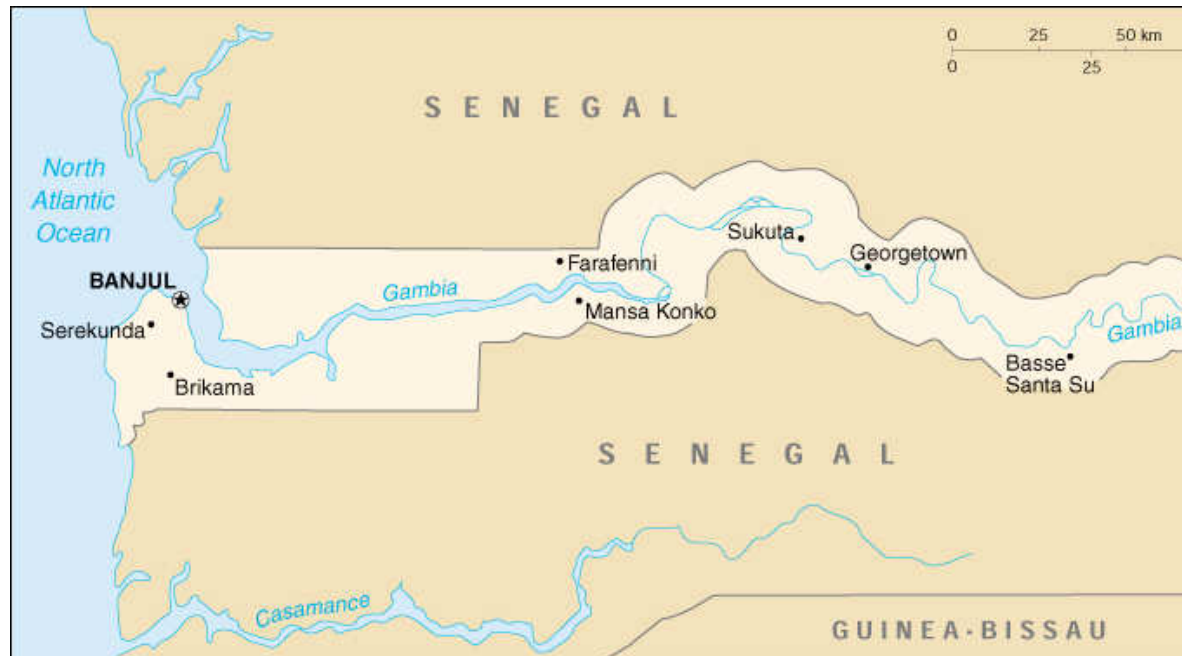 0 25 50 km
0 25
SENEGAL
North
Atlantic
Ocean
Sukuta
Georgetown
Farafenni
BANJUL
Gambia
Mansa Konko
Serekunda
Gambia
Basse
Santa Su
Brikama
SENEGAL
Casamance
GUINEA-BISSAU